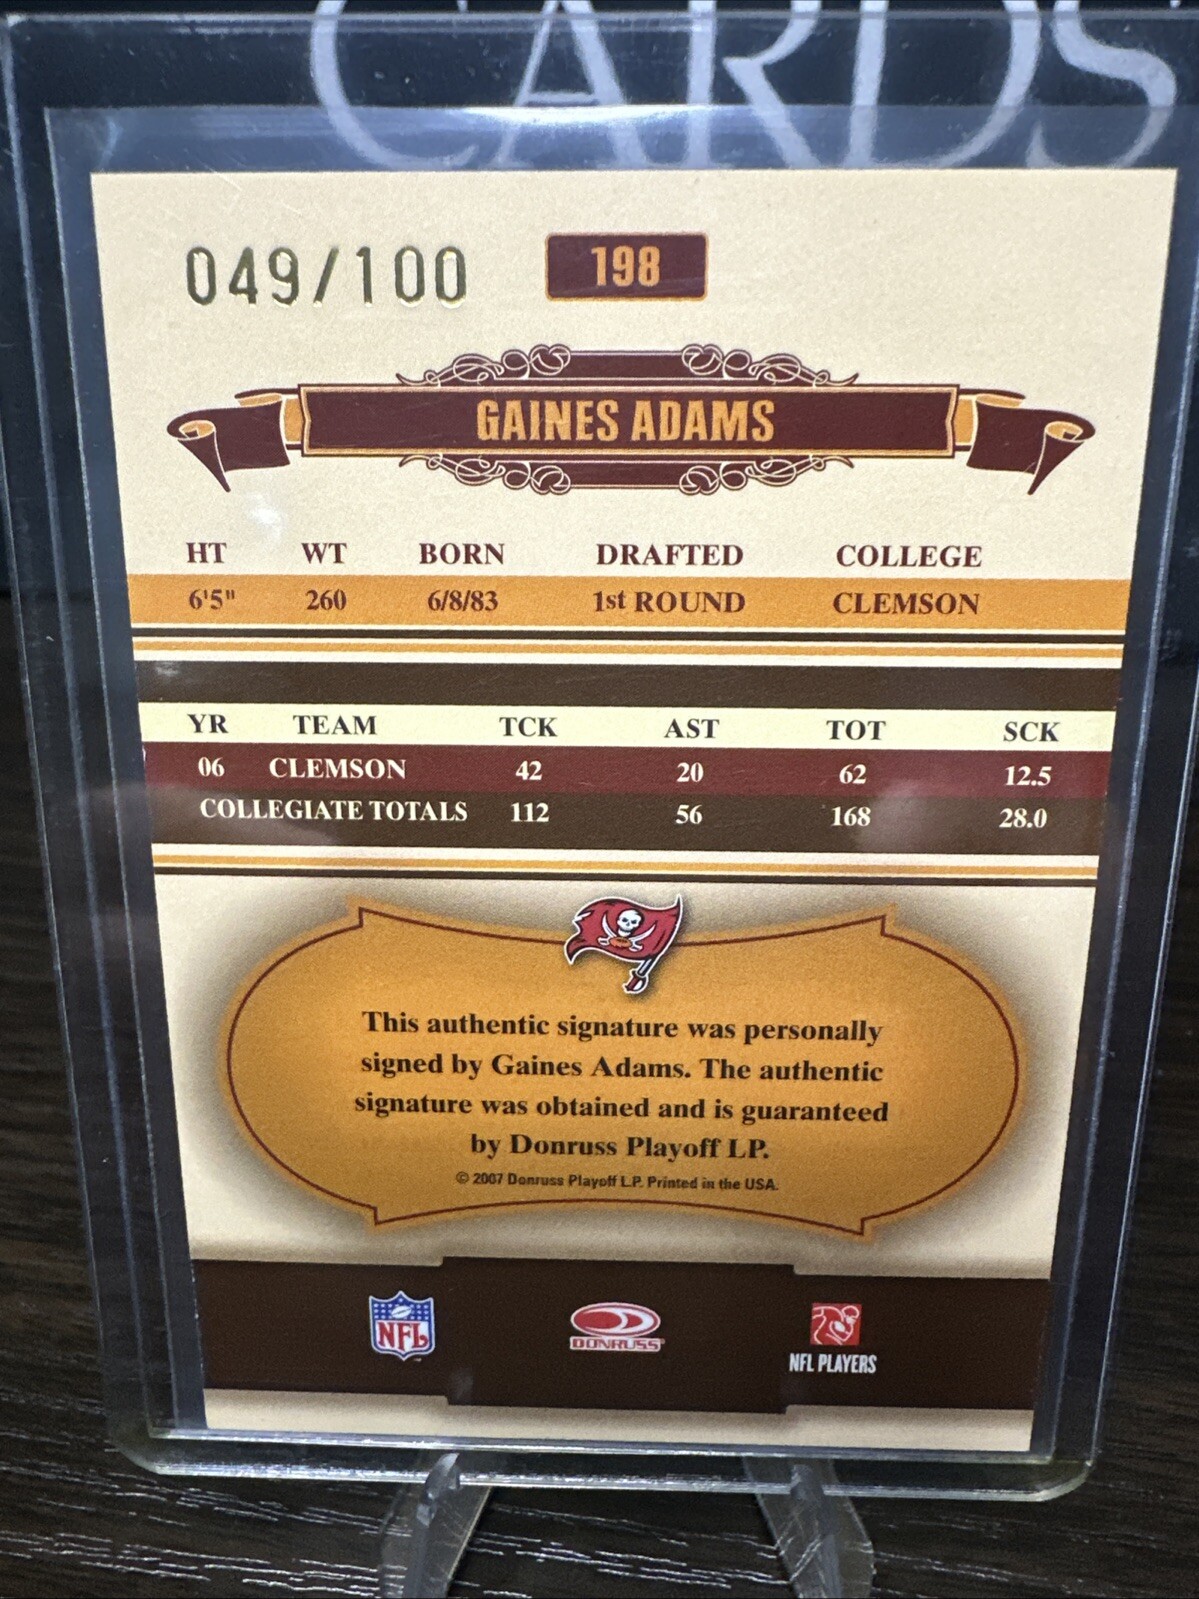 CARDS
049/100 198
GAINES ADAMS
HT WT BORN DRAFTED COLLEGE
6'5" 260 6/8/83 1st ROUND CLEMSON
YR TEAM TCK AST TOT SCK
06 CLEMSON 42 20 62 12.5
COLLEGIATE TOTALS 112 56 168 28.0
This authentic signature was personally
signed by Gaines Adams. The authentic
signature was obtained and is guaranteed
by Donruss Playoff LP.
© 2007 Donruss Playoff L.P. Printed in the USA.
NFL DONRUSS NFL PLAYERS